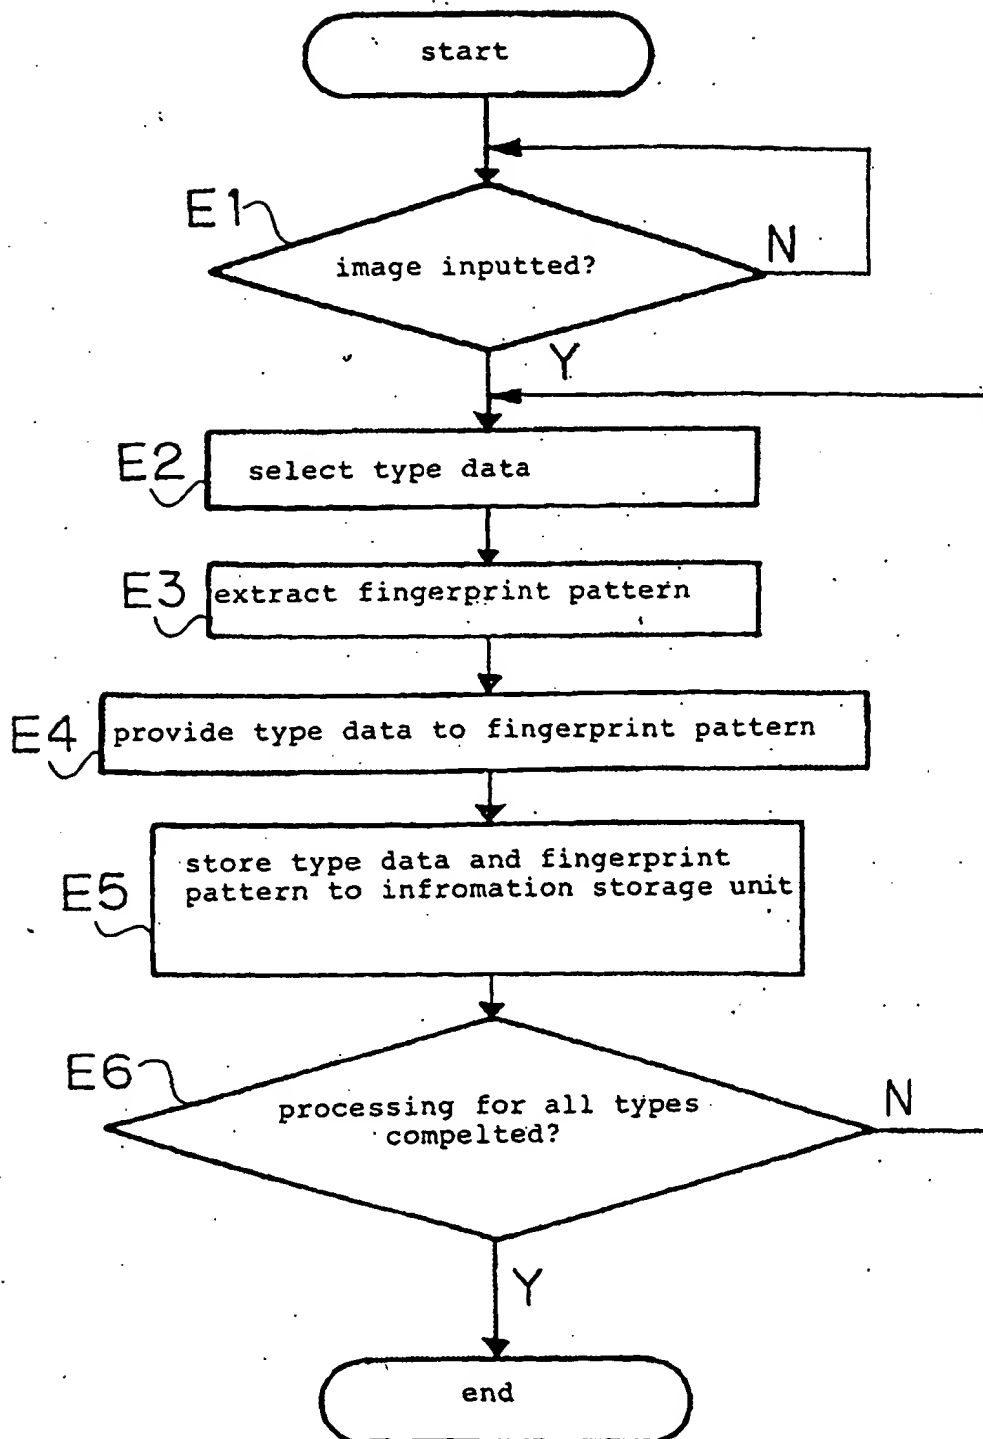 start
E1
image inputted?
N
Y
E2
select type data
E3
extract fingerprint pattern
E4
provide type data to fingerprint pattern
E5
store type data and fingerprint
pattern to infromation storage unit
E6
processing for all types
compelted?
N
Y
end